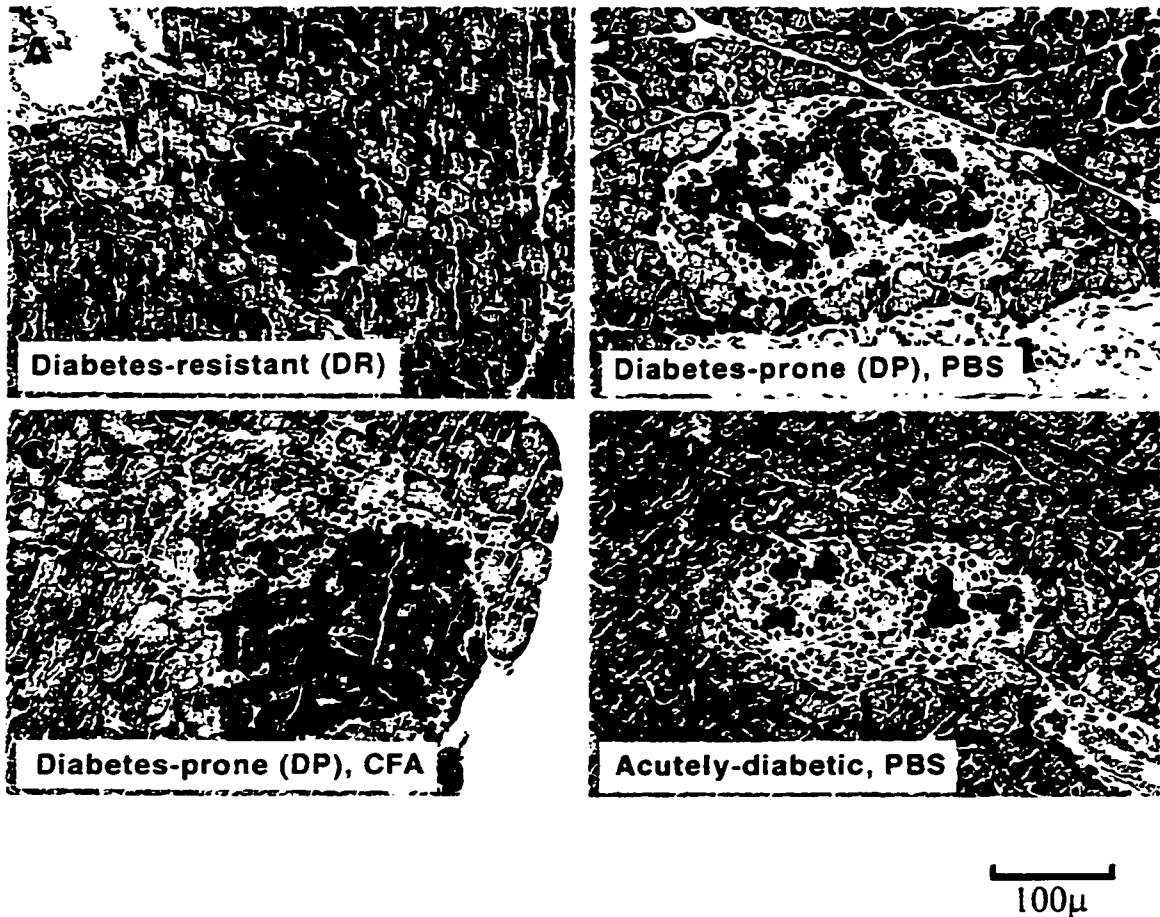 A
Diabetes-resistant (DR)
Diabetes-prone (DP), PBS
C
Diabetes-prone (DP), CFA
Acutely-diabetic, PBS
100μ